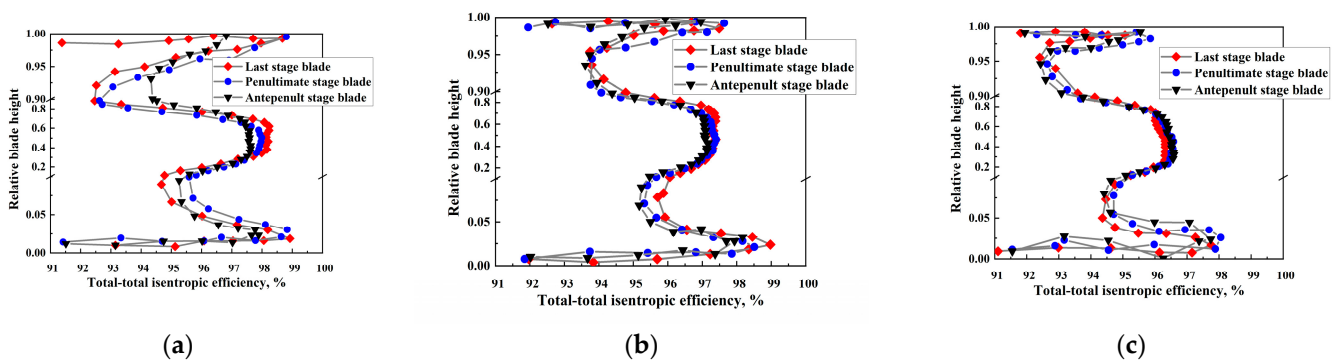 1.00
0.95
0.90
0.8
0.6
0.4
0.2
0.05
0.00
Relative blade height
Last stage blade
Penultimate stage blade
Antepenult stage blade
91 92 93 94 95 96 97 98 99 100
Total-total isentropic efficiency, %
(a)
1.00
0.95
0.90
0.8
0.6
0.4
0.2
0.05
0.00
Relative blade height
Last stage blade
Penultimate stage blade
Antepenult stage blade
91 92 93 94 95 96 97 98 99 100
Total-total isentropic efficiency, %
(b)
1.00
0.95
0.90
0.8
0.6
0.4
0.2
0.05
0.00
Relative blade height
Last stage blade
Penultimate stage blade
Antepenult stage blade
91 92 93 94 95 96 97 98 99 100
Total-total isentropic efficiency, %
(c)